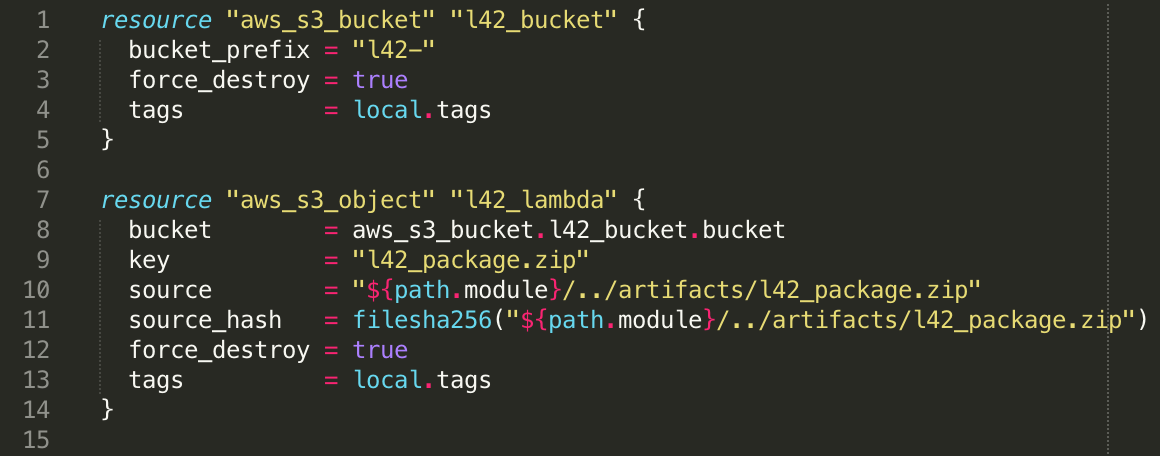 1 resource "aws_s3_bucket" "l42_bucket" {
2   bucket_prefix = "l42-"
3   force_destroy = true
4   tags          = local.tags
5 }
6
7 resource "aws_s3_object" "l42_lambda" {
8   bucket        = aws_s3_bucket.l42_bucket.bucket
9   key           = "l42_package.zip"
10   source        = "${path.module}/../artifacts/l42_package.zip"
11   source_hash   = filesha256("${path.module}/../artifacts/l42_package.zip")
12   force_destroy = true
13   tags          = local.tags
14 }
15